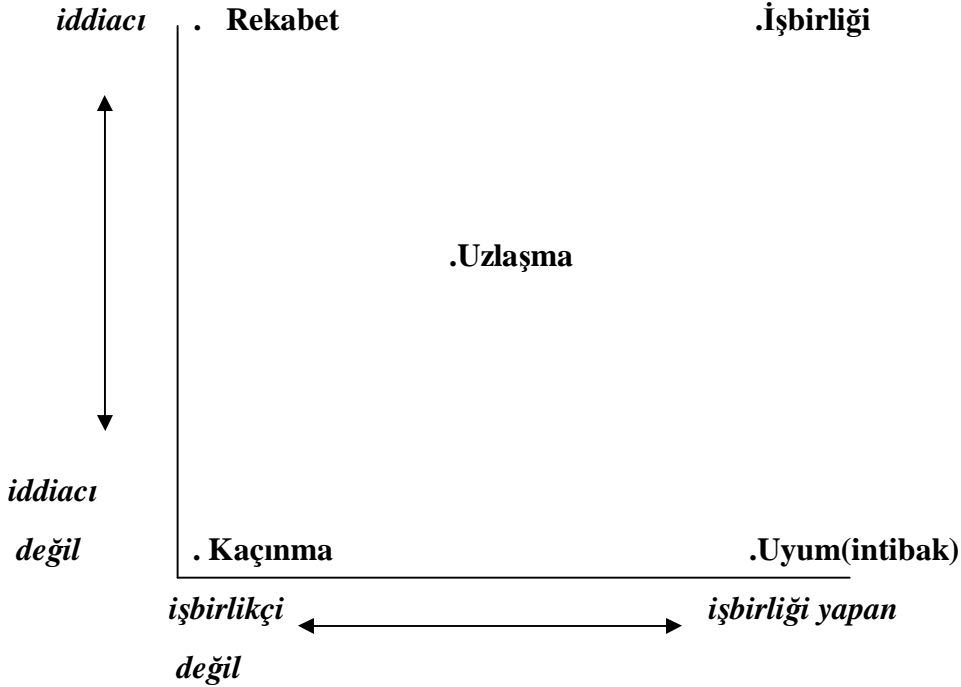 iddiacı . Rekabet .İşbirliği
.Uzlaşma
iddiacı
değil . Kaçınma .Uyum(intibak)
işbirlikçi işbirliği yapan
değil